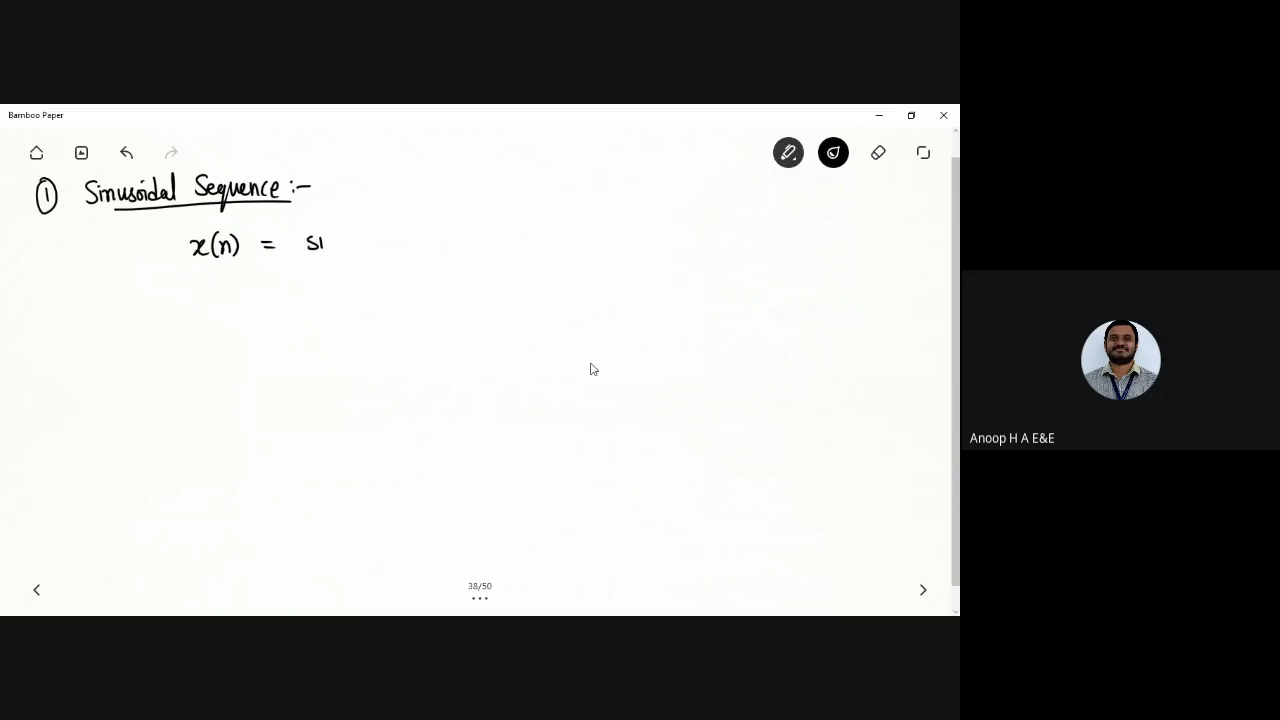 Bamboo Paper
① Sinusoidal Sequence :-
x(n) = si
Anoop H A E&E
38/50